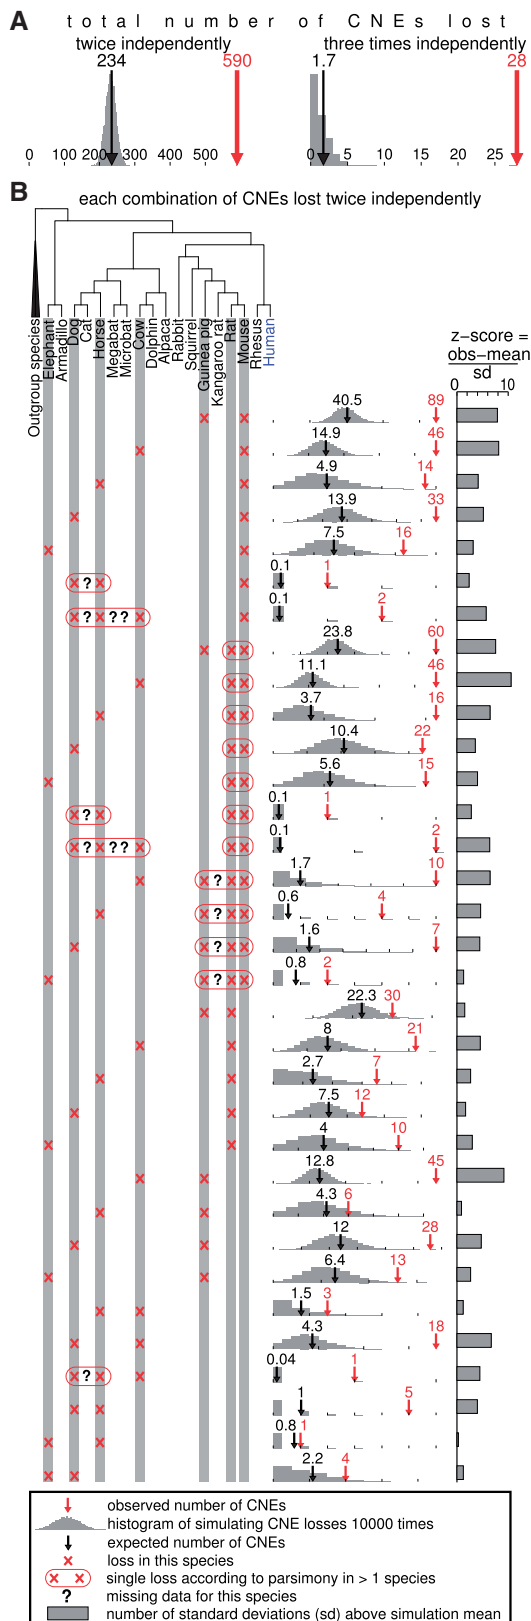 A
total number of CNEs lost
twice independently three times independently
234 590 1.7 28
0 100 200 300 400 500 0 5 10 15 20 25
B
each combination of CNEs lost twice independently
Outgroup species
Elephant
Armadillo
Dog
Cat
Horse
Megabat
Microbat
Cow
Dolphin
Alpaca
Rabbit
Squirrel
Guinea pig
Kangaroo rat
Rat
Mouse
Rhesus
Human
z-score =
obs-mean
sd
0 10
40.5 89
14.9 46
4.9 14
13.9 33
7.5 16
? 0.1 1
? ?? 0.1 2
23.8 60
11.1 46
3.7 16
10.4 22
5.6 15
? 0.1 1
? ?? 0.1 2
? 1.7 10
? 0.6 4
? 1.6 7
? 0.8 2
22.3 30
8 21
2.7 7
7.5 12
4 10
12.8 45
4.3 6
12 28
6.4 13
1.5 3
4.3 18
? 0.04 1
1 5
0.8 1
2.2 4
observed number of CNEs
histogram of simulating CNE losses 10000 times
expected number of CNEs
loss in this species
single loss according to parsimony in > 1 species
? missing data for this species
number of standard deviations (sd) above simulation mean